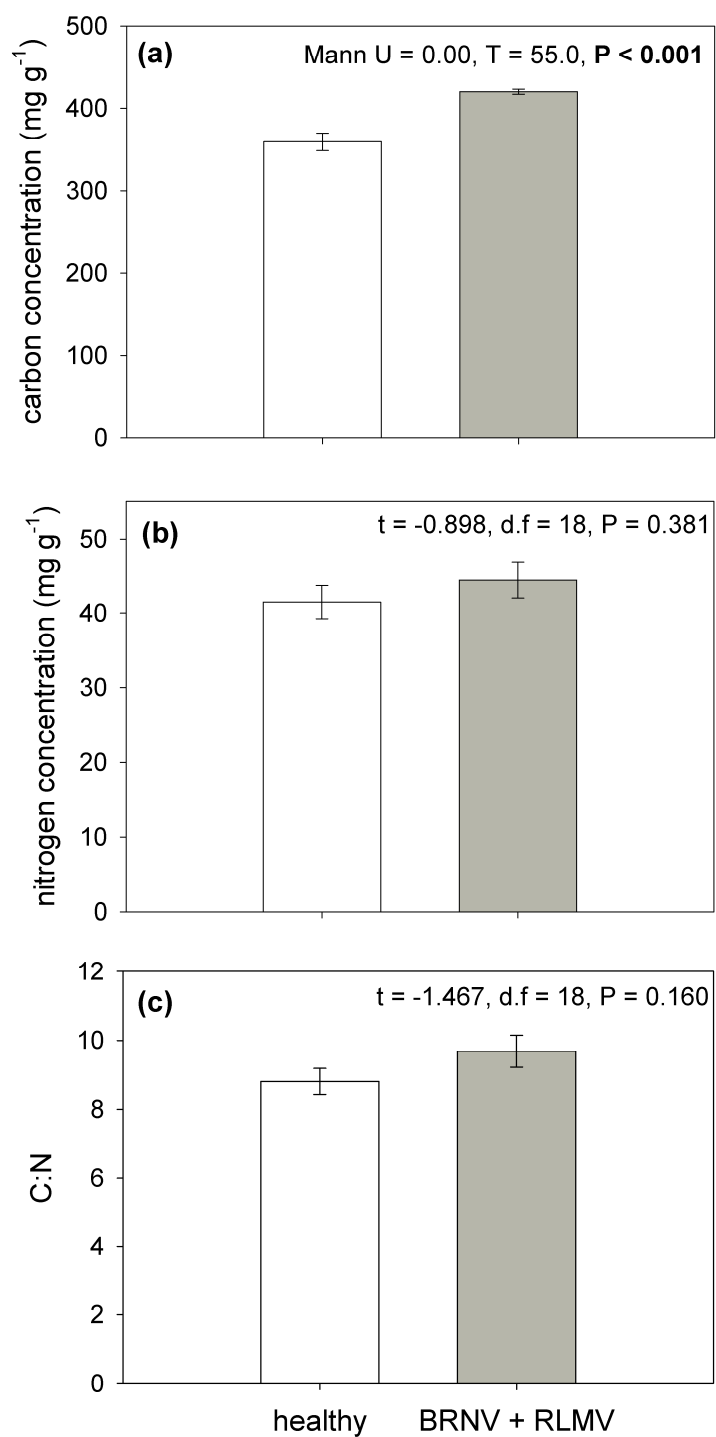 (a)
Mann U = 0.00, T = 55.0, P < 0.001
carbon concentration (mg g⁻¹)
500
400
300
200
100
0
(b)
t = -0.898, d.f = 18, P = 0.381
nitrogen concentration (mg g⁻¹)
50
40
30
20
10
0
(c)
t = -1.467, d.f = 18, P = 0.160
C:N
12
10
8
6
4
2
0
healthy
BRNV + RLMV